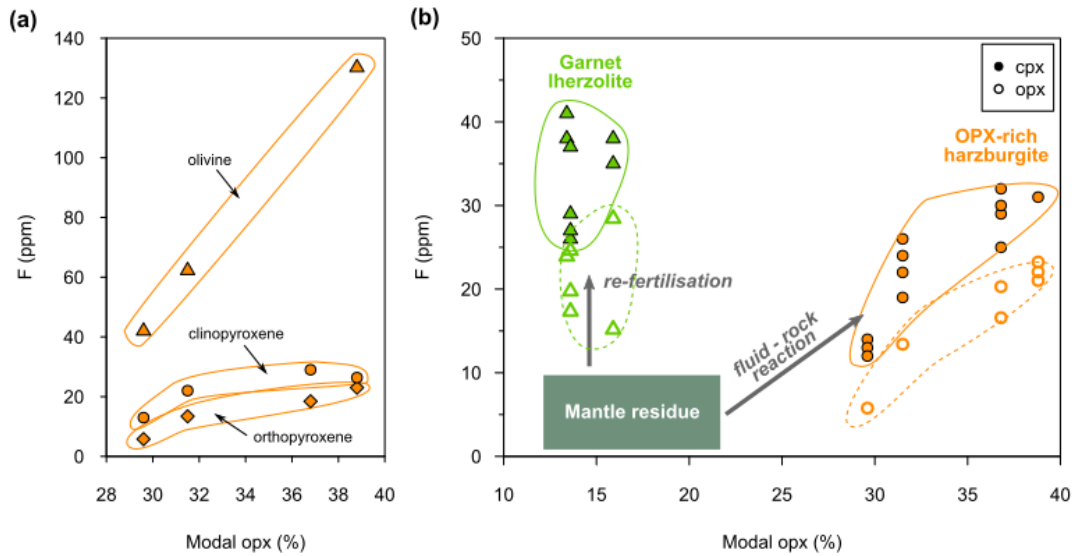 (a)
140
120
100
80
60
40
20
0
F (ppm)
olivine
clinopyroxene
orthopyroxene
28 30 32 34 36 38 40
Modal opx (%)
(b)
50
40
30
20
10
0
F (ppm)
Garnet
lherzolite
cpx
opx
OPX-rich
harzburgite
re-fertilisation
fluid - rock
reaction
Mantle residue
10 15 20 25 30 35 40
Modal opx (%)